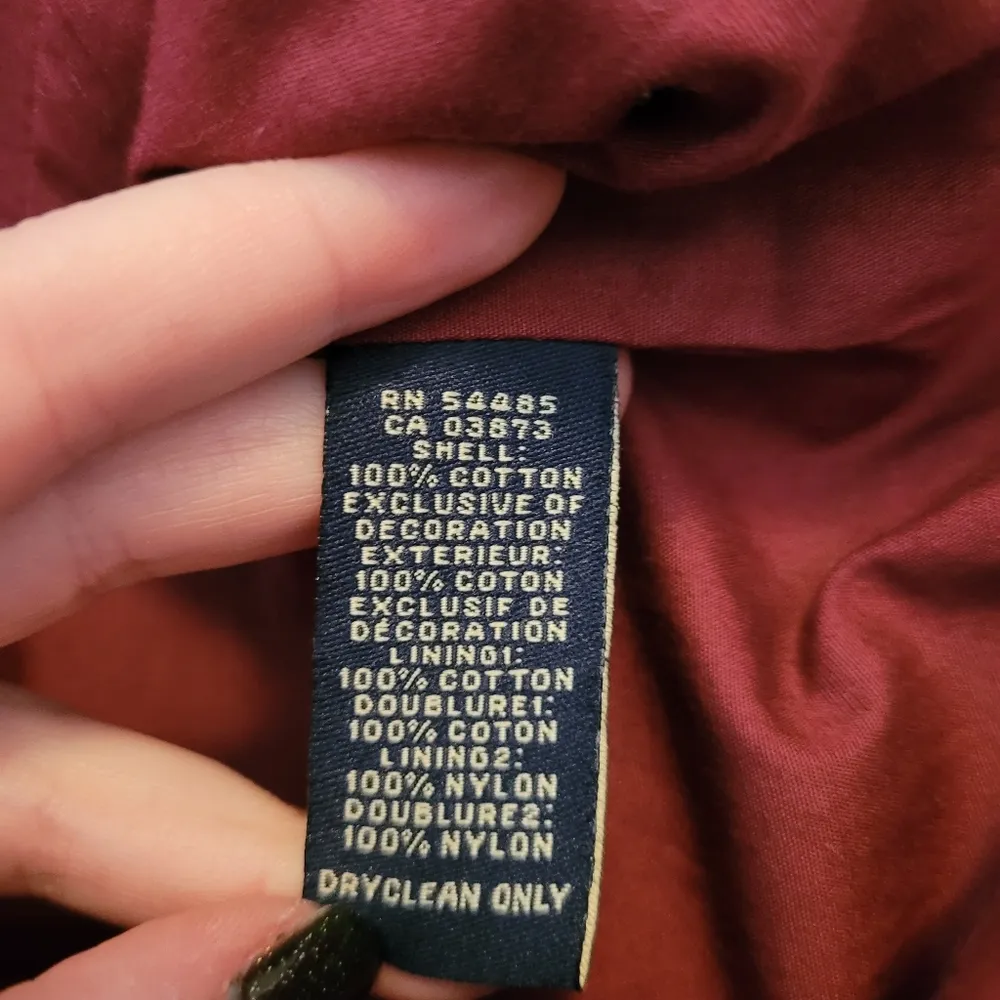 RN 54485
CA 03873
SHELL:
100% COTTON
EXCLUSIVE OF
DECORATION
EXTERIEUR:
100% COTON
EXCLUSIF DE
DÉCORATION
LINING1:
100% COTTON
DOUBLURE1:
100% COTON
LINING2:
100% NYLON
DOUBLURE2:
100% NYLON
DRYCLEAN ONLY